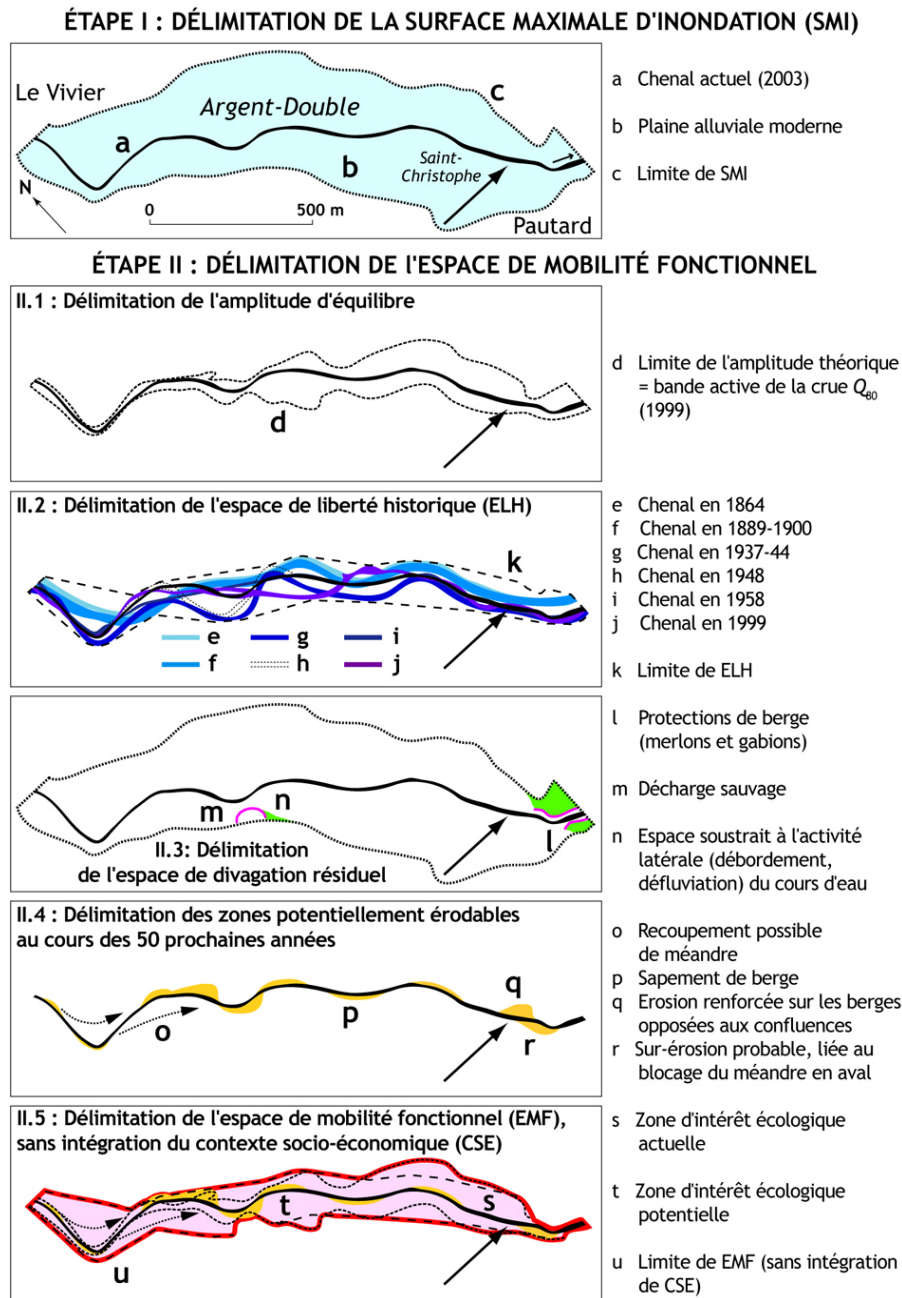 ÉTAPE I : DÉLIMITATION DE LA SURFACE MAXIMALE D'INONDATION (SMI)
Le Vivier
Argent-Double
c
a
b
Saint-
Christophe
N
0 500 m
Pautard
a Chenal actuel (2003)
b Plaine alluviale moderne
c Limite de SMI
ÉTAPE II : DÉLIMITATION DE l'ESPACE DE MOBILITÉ FONCTIONNEL
II.1 : Délimitation de l'amplitude d'équilibre
d
d Limite de l'amplitude théorique
= bande active de la crue Q80
(1999)
II.2 : Délimitation de l'espace de liberté historique (ELH)
k
e g i
f h j
e Chenal en 1864
f Chenal en 1889-1900
g Chenal en 1937-44
h Chenal en 1948
i Chenal en 1958
j Chenal en 1999
k Limite de ELH
m n
l
II.3: Délimitation
de l'espace de divagation résiduel
l Protections de berge
(merlons et gabions)
m Décharge sauvage
n Espace soustrait à l'activité
latérale (débordement,
défluviation) du cours d'eau
II.4 : Délimitation des zones potentiellement érodables
au cours des 50 prochaines années
o
p
q
r
o Recoupement possible
de méandre
p Sapement de berge
q Erosion renforcée sur les berges
opposées aux confluences
r Sur-érosion probable, liée au
blocage du méandre en aval
II.5 : Délimitation de l'espace de mobilité fonctionnel (EMF),
sans intégration du contexte socio-économique (CSE)
t
s
u
s Zone d'intérêt écologique
actuelle
t Zone d'intérêt écologique
potentielle
u Limite de EMF (sans intégration
de CSE)